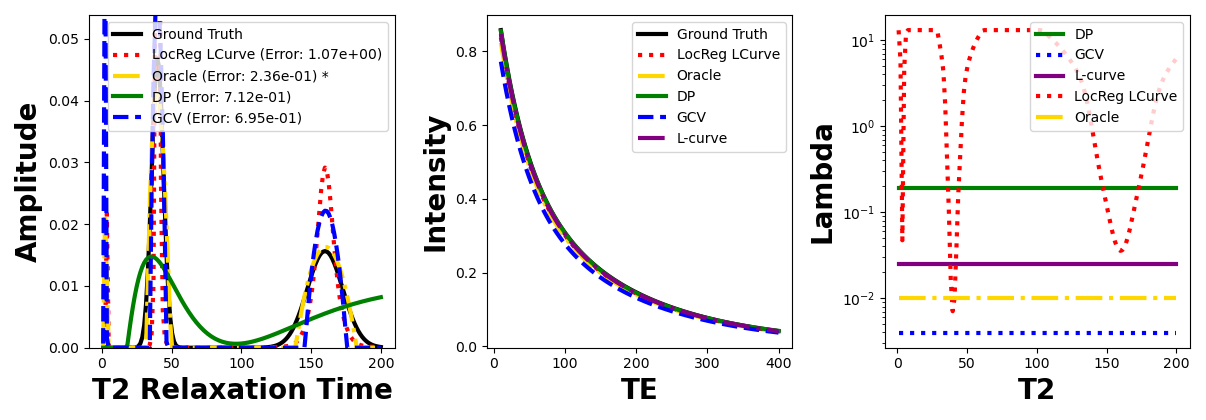 Amplitude
0.05
0.04
0.03
0.02
0.01
0.00
Ground Truth
LocReg LCurve (Error: 1.07e+00)
Oracle (Error: 2.36e-01) *
DP (Error: 7.12e-01)
GCV (Error: 6.95e-01)
0 50 100 150 200
T2 Relaxation Time
Intensity
0.8
0.6
0.4
0.2
0.0
Ground Truth
LocReg LCurve
Oracle
DP
GCV
L-curve
0 100 200 300 400
TE
Lambda
10¹
10⁰
10⁻¹
10⁻²
DP
GCV
L-curve
LocReg LCurve
Oracle
0 50 100 150 200
T2